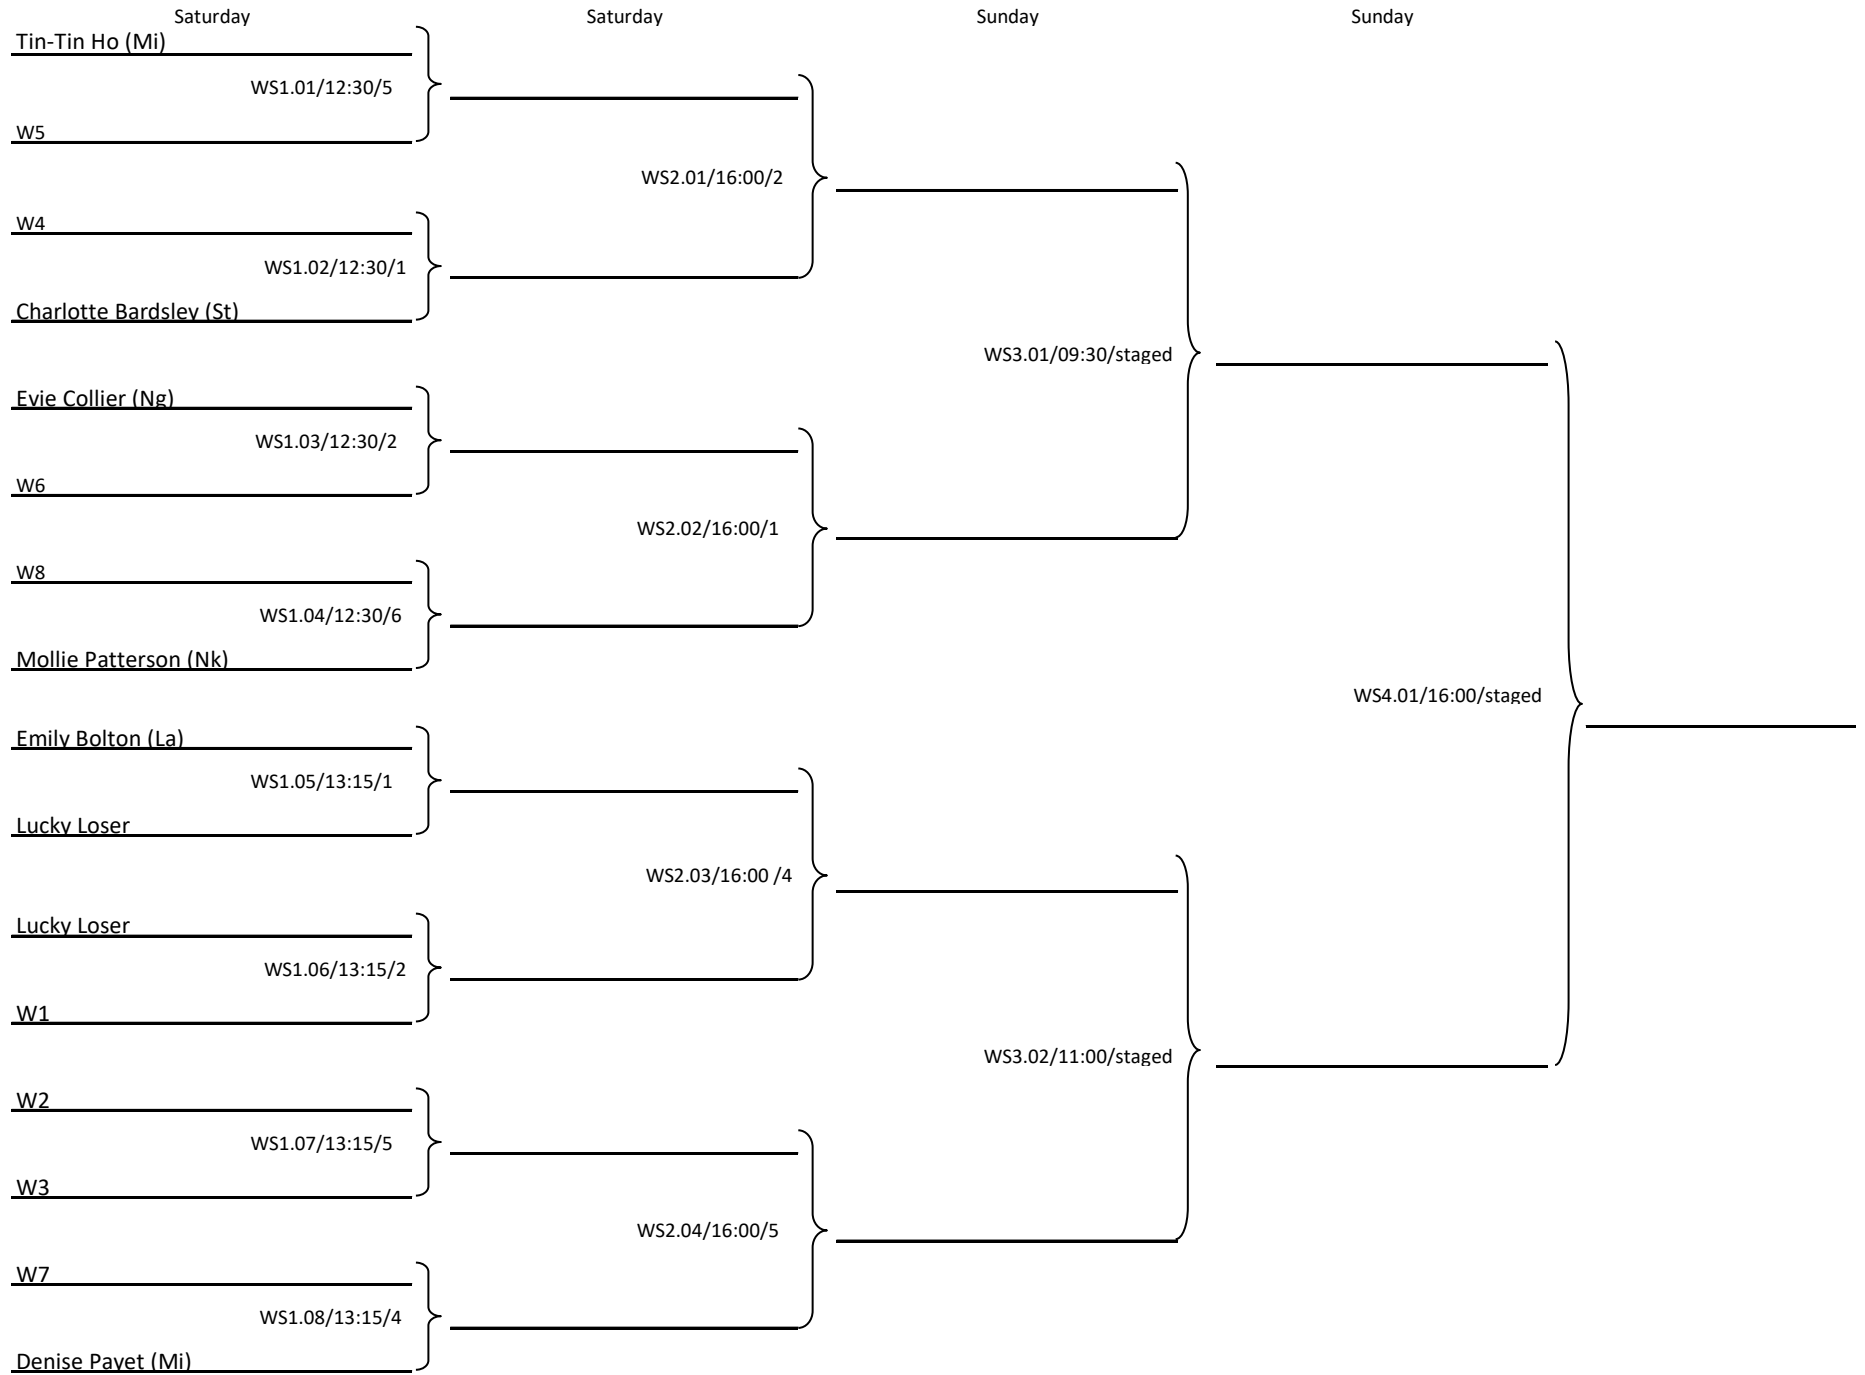 Saturday
Saturday
Sunday
Sunday
Tin-Tin Ho (Mi)
WS1.01/12:30/5
W5
WS2.01/16:00/2
W4
WS1.02/12:30/1
Charlotte Bardsley (St)
WS3.01/09:30/staged
Evie Collier (Ng)
WS1.03/12:30/2
W6
WS2.02/16:00/1
W8
WS1.04/12:30/6
Mollie Patterson (Nk)
WS4.01/16:00/staged
Emily Bolton (La)
WS1.05/13:15/1
Lucky Loser
WS2.03/16:00 /4
Lucky Loser
WS1.06/13:15/2
W1
WS3.02/11:00/staged
W2
WS1.07/13:15/5
W3
WS2.04/16:00/5
W7
WS1.08/13:15/4
Denise Payet (Mi)